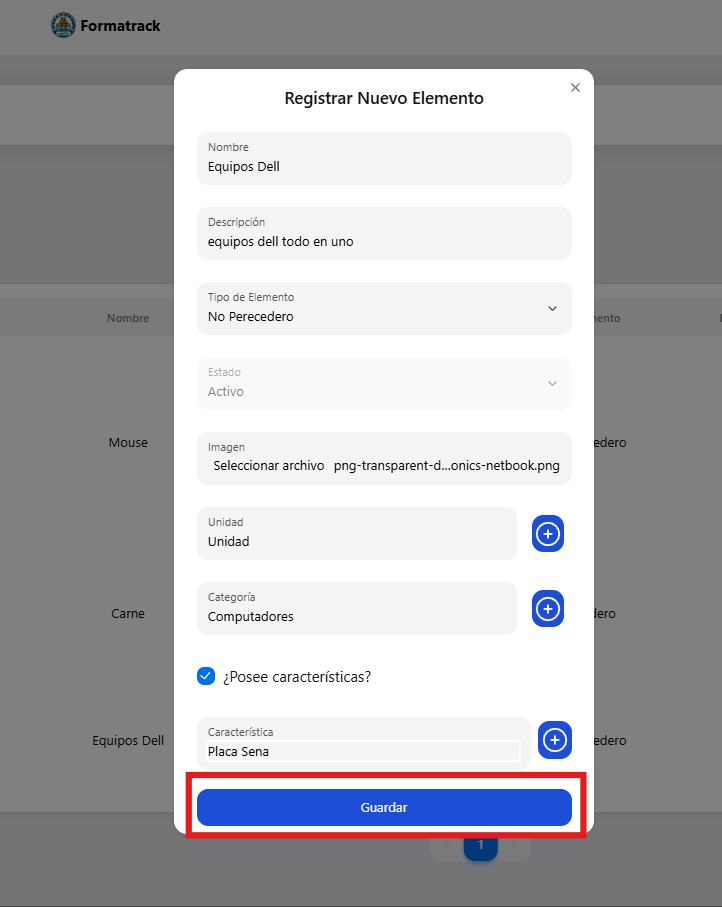 Formatrack
Registrar Nuevo Elemento
Nombre
Equipos Dell
Descripción
equipos dell todo en uno
Tipo de Elemento
No Perecedero
Nombre
mento
Estado
Activo
Mouse
edero
Imagen
Seleccionar archivo png-transparent-d...onics-netbook.png
Unidad
Unidad
Categoría
Computadores
Carne
dero
¿Posee características?
Característica
Placa Sena
Equipos Dell
edero
Guardar
1